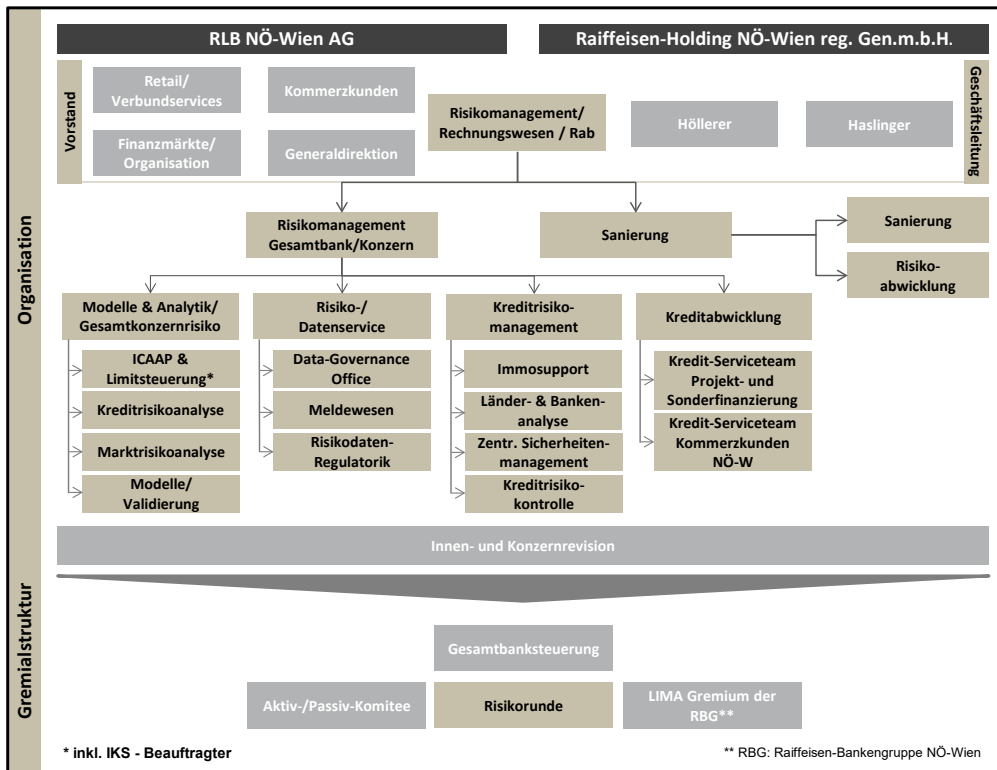 RLB NÖ-Wien AG
Raiffeisen-Holding NÖ-Wien reg. Gen.m.b.H.
Organisation
Vorstand
Retail/
Verbundservices
Kommerzkunden
Finanzmärkte/
Organisation
Generaldirektion
Risikomanagement/
Rechnungswesen / Rab
Höllerer
Haslinger
Geschäftsleitung
Risikomanagement
Gesamtbank/Konzern
Sanierung
Sanierung
Risiko-
abwicklung
Modelle & Analytik/
Gesamtkonzernrisiko
ICAAP &
Limitsteuerung*
Kreditrisikoanalyse
Marktrisikoanalyse
Modelle/
Validierung
Risiko-/
Datenservice
Data-Governance
Office
Meldewesen
Risikodaten-
Regulatorik
Kreditrisiko-
management
Immosupport
Länder- & Banken-
analyse
Zentr. Sicherheiten-
management
Kreditrisiko-
kontrolle
Kreditabwicklung
Kredit-Serviceteam
Projekt- und
Sonderfinanzierung
Kredit-Serviceteam
Kommerzkunden
NÖ-W
Innen- und Konzernrevision
Gremialstruktur
Gesamtbanksteuerung
Aktiv-/Passiv-Komitee
Risikorunde
LIMA Gremium der
RBG**
* inkl. IKS - Beauftragter
** RBG: Raiffeisen-Bankengruppe NÖ-Wien